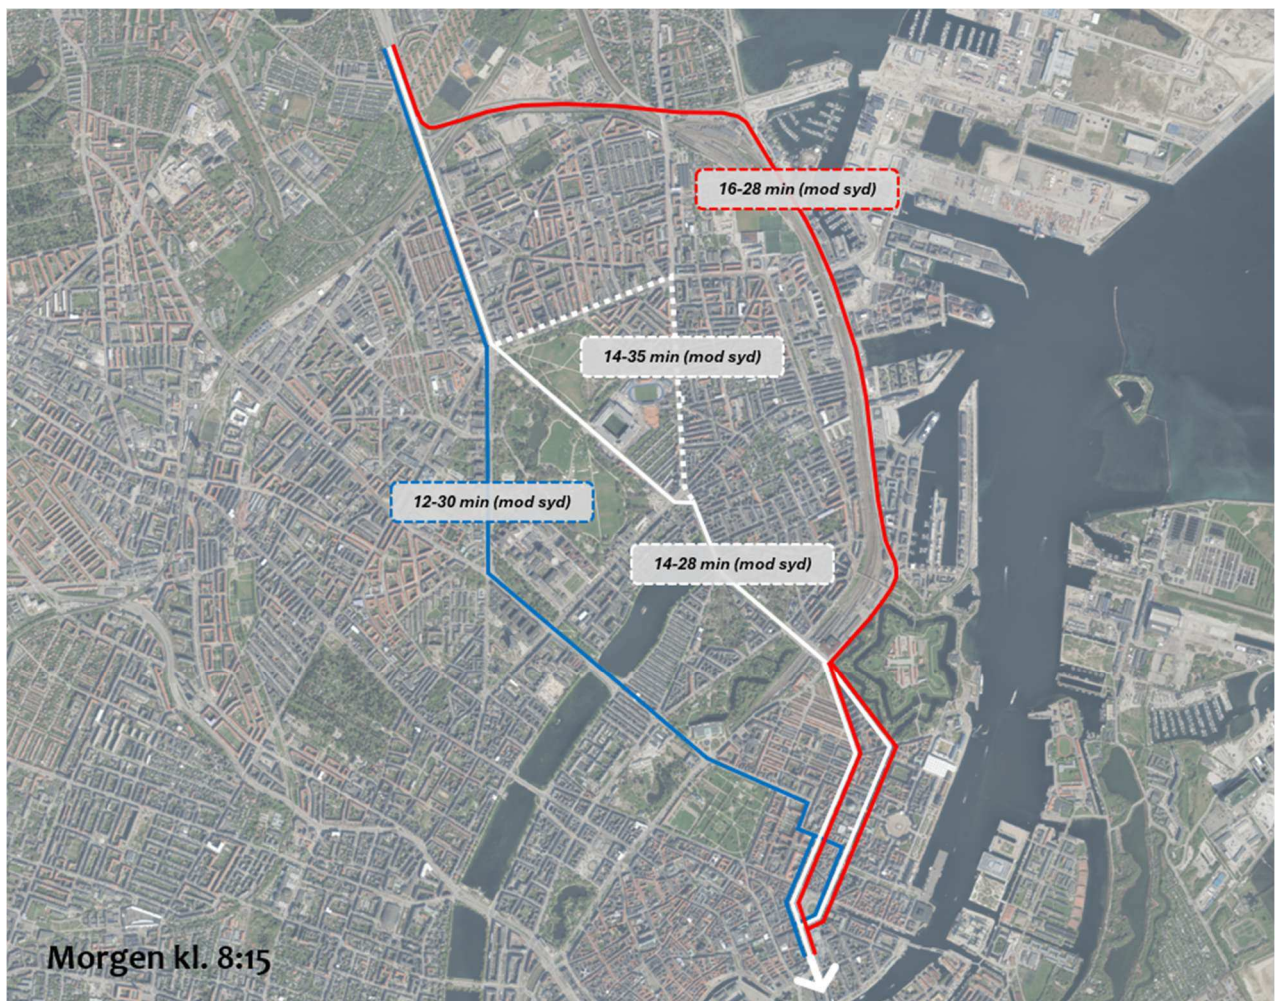 16-28 min (mod syd)
14-35 min (mod syd)
12-30 min (mod syd)
14-28 min (mod syd)
Morgen kl. 8:15